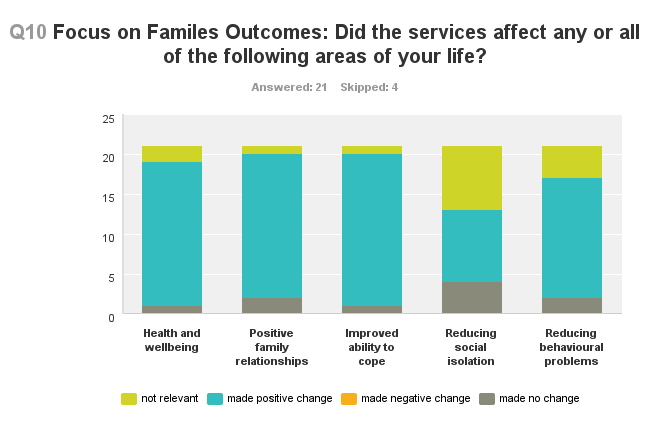 Q10 Focus on Familes Outcomes: Did the services affect any or all
of the following areas of your life?
Answered: 21 Skipped: 4
25
20
15
10
5
0
Health and
wellbeing
Positive
family
relationships
Improved
ability to
cope
Reducing
social
isolation
Reducing
behavioural
problems
not relevant made positive change made negative change made no change